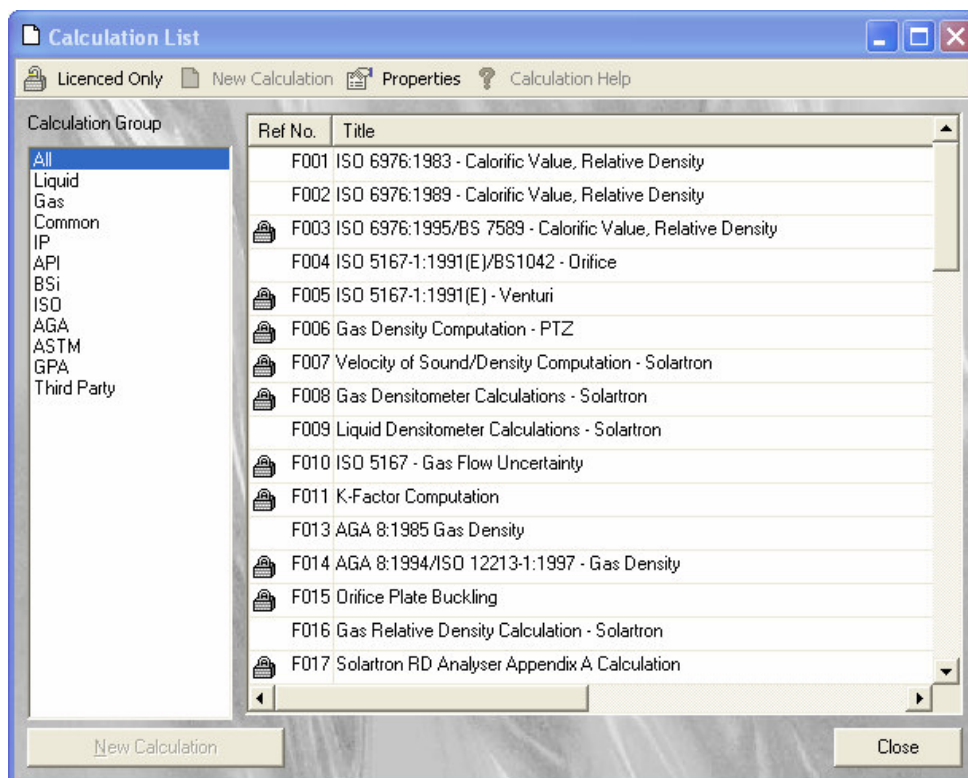 Calculation List
Licenced Only New Calculation Properties Calculation Help
Calculation Group
All
Liquid
Gas
Common
IP
API
BSi
ISO
AGA
ASTM
GPA
Third Party
Ref No. Title
F001 ISO 6976:1983 - Calorific Value, Relative Density
F002 ISO 6976:1989 - Calorific Value, Relative Density
F003 ISO 6976:1995/BS 7589 - Calorific Value, Relative Density
F004 ISO 5167-1:1991(E)/BS1042 - Orifice
F005 ISO 5167-1:1991(E) - Venturi
F006 Gas Density Computation - PTZ
F007 Velocity of Sound/Density Computation - Solartron
F008 Gas Densitometer Calculations - Solartron
F009 Liquid Densitometer Calculations - Solartron
F010 ISO 5167 - Gas Flow Uncertainty
F011 K-Factor Computation
F013 AGA 8:1985 Gas Density
F014 AGA 8:1994/ISO 12213-1:1997 - Gas Density
F015 Orifice Plate Buckling
F016 Gas Relative Density Calculation - Solartron
F017 Solartron RD Analyser Appendix A Calculation
New Calculation
Close